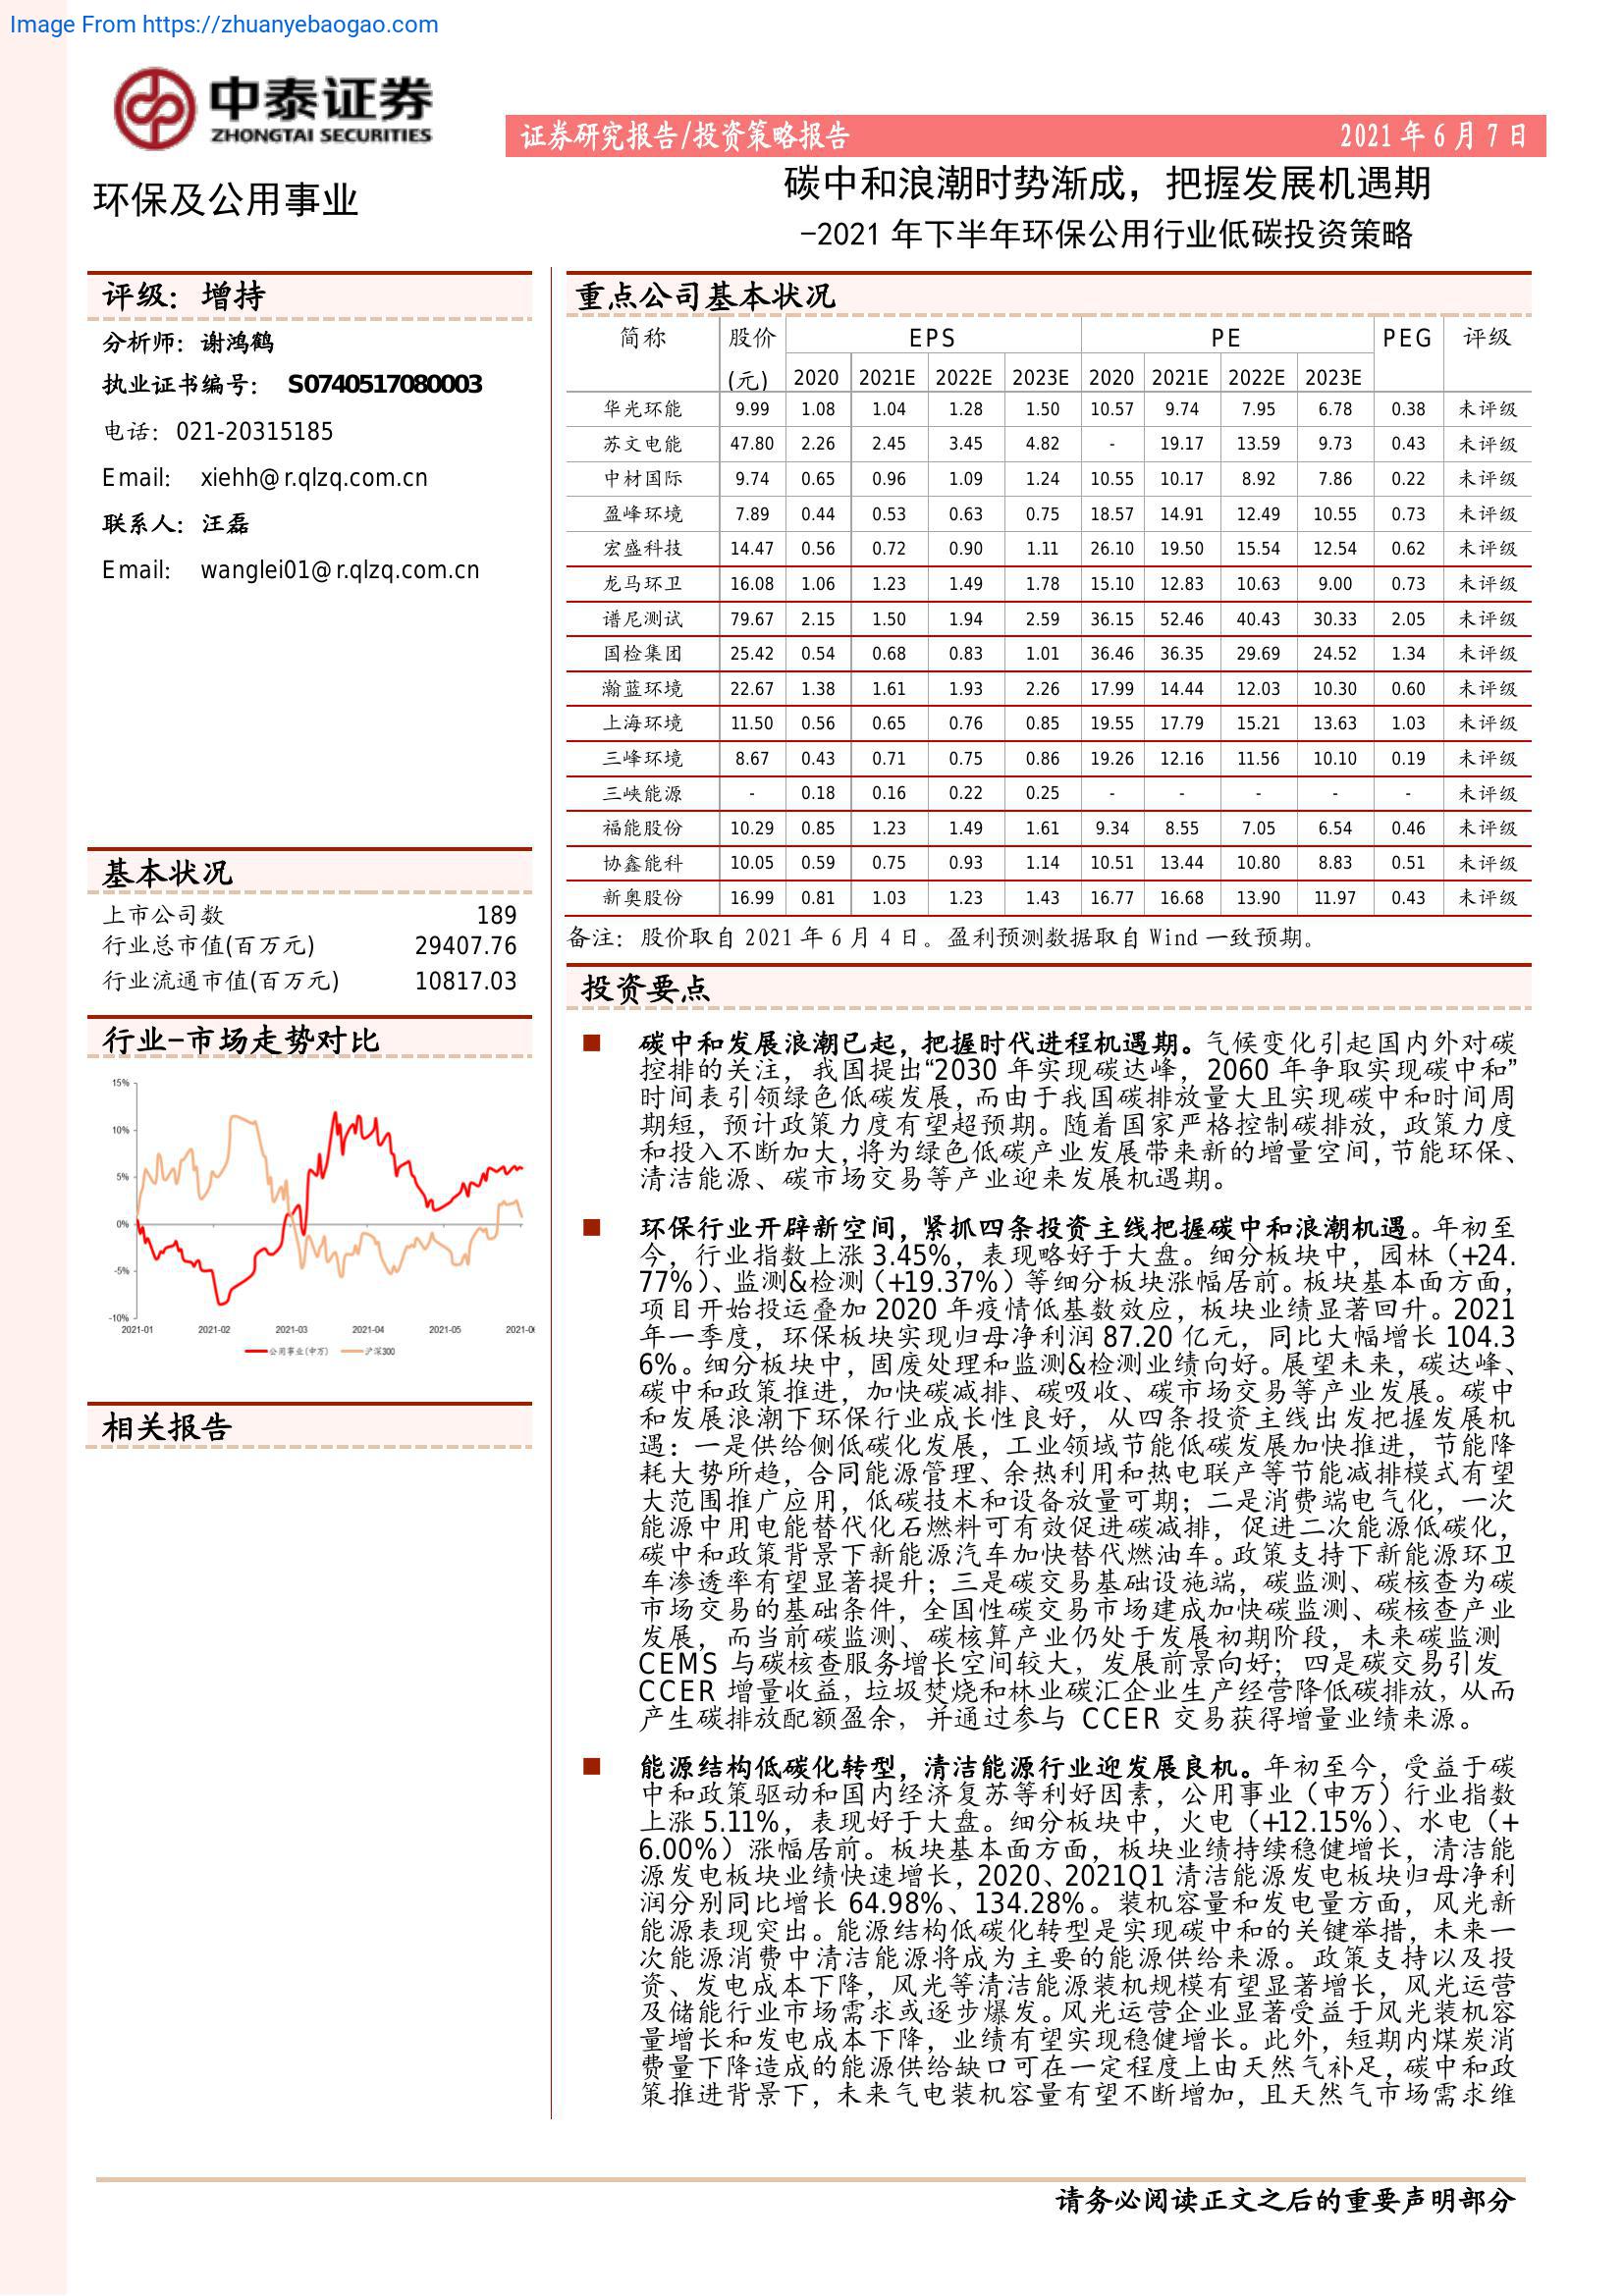 Image From https://zhuanyebaogao.com
中泰证券
ZHONGTAI SECURITIES
证券研究报告/投资策略报告 2021 年 6 月 7 日
环保及公用事业
碳中和浪潮时势渐成，把握发展机遇期
-2021 年下半年环保公用行业低碳投资策略
评级：增持
分析师：谢鸿鹤
执业证书编号： S0740517080003
电话：021-20315185
Email: xiehh@r.qlzq.com.cn
联系人：汪磊
Email: wanglei01@r.qlzq.com.cn
基本状况
上市公司数 189
行业总市值(百万元) 29407.76
行业流通市值(百万元) 10817.03
行业-市场走势对比
15%
10%
5%
0%
-5%
-10%
2021-01 2021-02 2021-03 2021-04 2021-05 2021-0
公用事业(申万) 沪深300
相关报告
重点公司基本状况
简称 股价 EPS PE PEG 评级
(元) 2020 2021E 2022E 2023E 2020 2021E 2022E 2023E
华光环能 9.99 1.08 1.04 1.28 1.50 10.57 9.74 7.95 6.78 0.38 未评级
苏文电能 47.80 2.26 2.45 3.45 4.82 - 19.17 13.59 9.73 0.43 未评级
中材国际 9.74 0.65 0.96 1.09 1.24 10.55 10.17 8.92 7.86 0.22 未评级
盈峰环境 7.89 0.44 0.53 0.63 0.75 18.57 14.91 12.49 10.55 0.73 未评级
宏盛科技 14.47 0.56 0.72 0.90 1.11 26.10 19.50 15.54 12.54 0.62 未评级
龙马环卫 16.08 1.06 1.23 1.49 1.78 15.10 12.83 10.63 9.00 0.73 未评级
谱尼测试 79.67 2.15 1.50 1.94 2.59 36.15 52.46 40.43 30.33 2.05 未评级
国检集团 25.42 0.54 0.68 0.83 1.01 36.46 36.35 29.69 24.52 1.34 未评级
瀚蓝环境 22.67 1.38 1.61 1.93 2.26 17.99 14.44 12.03 10.30 0.60 未评级
上海环境 11.50 0.56 0.65 0.76 0.85 19.55 17.79 15.21 13.63 1.03 未评级
三峰环境 8.67 0.43 0.71 0.75 0.86 19.26 12.16 11.56 10.10 0.19 未评级
三峡能源 - 0.18 0.16 0.22 0.25 - - - - - 未评级
福能股份 10.29 0.85 1.23 1.49 1.61 9.34 8.55 7.05 6.54 0.46 未评级
协鑫能科 10.05 0.59 0.75 0.93 1.14 10.51 13.44 10.80 8.83 0.51 未评级
新奥股份 16.99 0.81 1.03 1.23 1.43 16.77 16.68 13.90 11.97 0.43 未评级
备注：股价取自 2021 年 6 月 4 日。盈利预测数据取自 Wind 一致预期。
投资要点
■ 碳中和发展浪潮已起，把握时代进程机遇期。气候变化引起国内外对碳
控排的关注，我国提出“2030 年实现碳达峰，2060 年争取实现碳中和”
时间表引领绿色低碳发展，而由于我国碳排放量大且实现碳中和时间周
期短，预计政策力度有望超预期。随着国家严格控制碳排放，政策力度
和投入不断加大，将为绿色低碳产业发展带来新的增量空间，节能环保、
清洁能源、碳市场交易等产业迎来发展机遇期。
■ 环保行业开辟新空间，紧抓四条投资主线把握碳中和浪潮机遇。年初至
今，行业指数上涨 3.45%，表现略好于大盘。细分板块中，园林（+24.
77%）、监测&检测（+19.37%）等细分板块涨幅居前。板块基本面方面，
项目开始投运叠加 2020 年疫情低基数效应，板块业绩显著回升。2021
年一季度，环保板块实现归母净利润 87.20 亿元，同比大幅增长 104.3
6%。细分板块中，固废处理和监测&检测业绩向好。展望未来，碳达峰、
碳中和政策推进，加快碳减排、碳吸收、碳市场交易等产业发展。碳中
和发展浪潮下环保行业成长性良好，从四条投资主线出发把握发展机
遇：一是供给侧低碳化发展，工业领域节能低碳发展加快推进，节能降
耗大势所趋，合同能源管理、余热利用和热电联产等节能减排模式有望
大范围推广应用，低碳技术和设备放量可期；二是消费端电气化，一次
能源中用电能替代化石燃料可有效促进碳减排，促进二次能源低碳化，
碳中和政策背景下新能源汽车加快替代燃油车。政策支持下新能源环卫
车渗透率有望显著提升；三是碳交易基础设施端，碳监测、碳核查为碳
市场交易的基础条件，全国性碳交易市场建成加快碳监测、碳核查产业
发展，而当前碳监测、碳核算产业仍处于发展初期阶段，未来碳监测
CEMS 与碳核查服务增长空间较大，发展前景向好；四是碳交易引发
CCER 增量收益，垃圾焚烧和林业碳汇企业生产经营降低碳排放，从而
产生碳排放配额盈余，并通过参与 CCER 交易获得增量业绩来源。
■ 能源结构低碳化转型，清洁能源行业迎发展良机。年初至今，受益于碳
中和政策驱动和国内经济复苏等利好因素，公用事业（申万）行业指数
上涨 5.11%，表现好于大盘。细分板块中，火电（+12.15%）、水电（+
6.00%）涨幅居前。板块基本面方面，板块业绩持续稳健增长，清洁能
源发电板块业绩快速增长，2020、2021Q1 清洁能源发电板块归母净利
润分别同比增长 64.98%、134.28%。装机容量和发电量方面，风光新
能源表现突出。能源结构低碳化转型是实现碳中和的关键举措，未来一
次能源消费中清洁能源将成为主要的能源供给来源。政策支持以及投
资、发电成本下降，风光等清洁能源装机规模有望显著增长，风光运营
及储能行业市场需求或逐步爆发。风光运营企业显著受益于风光装机容
量增长和发电成本下降，业绩有望实现稳健增长。此外，短期内煤炭消
费量下降造成的能源供给缺口可在一定程度上由天然气补足，碳中和政
策推进背景下，未来气电装机容量有望不断增加，且天然气市场需求维
请务必阅读正文之后的重要声明部分